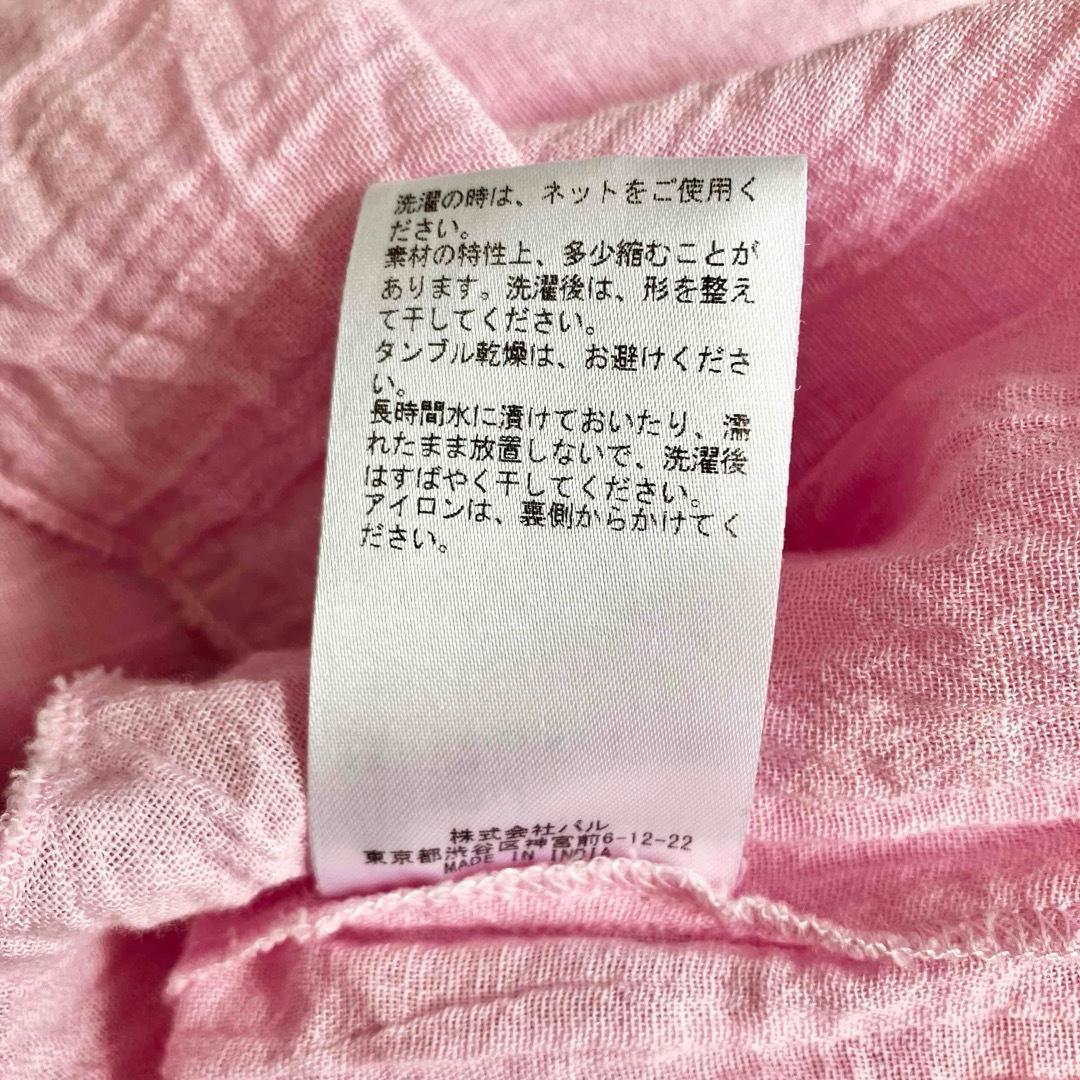 洗濯の時は、ネットをご使用く
ださい。
素材の特性上、多少縮むことが
あります。洗濯後は、形を整え
て干してください。
タンブル乾燥は、お避けくださ
い。
長時間水に漬けておいたり、濡
れたまま放置しないで、洗濯後
はすばやく干してください。
アイロンは、裏側からかけてく
ださい。
株式会社パル
東京都渋谷区神宮前6-12-22
MADE IN INDIA